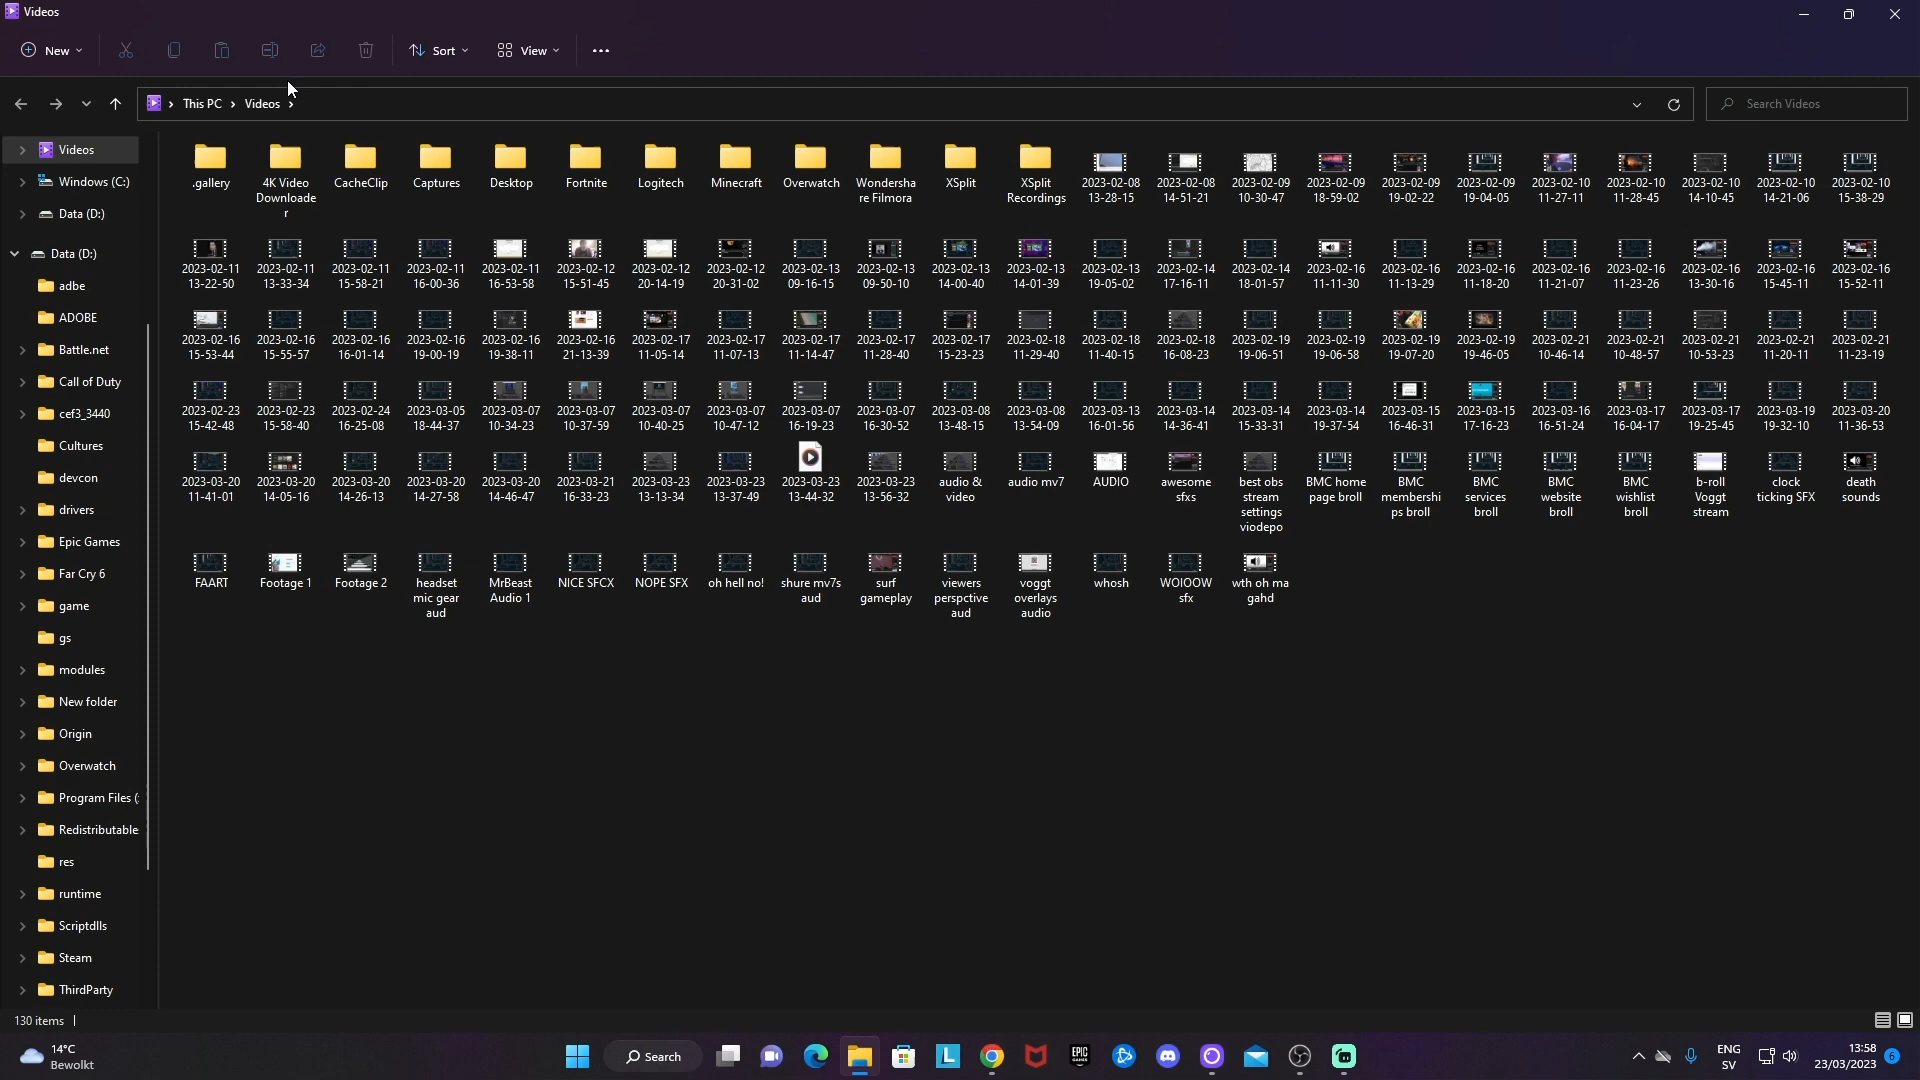 Videos
New
Sort
View
This PC
Videos
Search Videos
Videos
Windows (C:)
Data (D:)
Data (D:)
adbe
ADOBE
Battle.net
Call of Duty
cef3_3440
Cultures
devcon
drivers
Epic Games
Far Cry 6
game
gs
modules
New folder
Origin
Overwatch
Program Files (
Redistributable
res
runtime
Scriptdlls
Steam
ThirdParty
.gallery 4K Video CacheClip Captures Desktop Fortnite Logitech Minecraft Overwatch Wondersha XSplit XSplit 2023-02-08 2023-02-08 2023-02-09 2023-02-09 2023-02-09 2023-02-09 2023-02-10 2023-02-10 2023-02-10 2023-02-10 2023-02-10
Downloade re Filmora Recordings 13-28-15 14-51-21 10-30-47 18-59-02 19-02-22 19-04-05 11-27-11 11-28-45 14-10-45 14-21-06 15-38-29
r
2023-02-11 2023-02-11 2023-02-11 2023-02-11 2023-02-11 2023-02-12 2023-02-12 2023-02-12 2023-02-13 2023-02-13 2023-02-13 2023-02-13 2023-02-13 2023-02-14 2023-02-14 2023-02-16 2023-02-16 2023-02-16 2023-02-16 2023-02-16 2023-02-16 2023-02-16 2023-02-16
13-22-50 13-33-34 15-58-21 16-00-36 16-53-58 15-51-45 20-14-19 20-31-02 09-16-15 09-50-10 14-00-40 14-01-39 19-05-02 17-16-11 18-01-57 11-11-30 11-13-29 11-18-20 11-21-07 11-23-26 13-30-16 15-45-11 15-52-11
2023-02-16 2023-02-16 2023-02-16 2023-02-16 2023-02-16 2023-02-16 2023-02-17 2023-02-17 2023-02-17 2023-02-17 2023-02-17 2023-02-18 2023-02-18 2023-02-18 2023-02-19 2023-02-19 2023-02-19 2023-02-19 2023-02-21 2023-02-21 2023-02-21 2023-02-21 2023-02-21
15-53-44 15-55-57 16-01-14 19-00-19 19-38-11 21-13-39 11-05-14 11-07-13 11-14-47 11-28-40 15-23-23 11-29-40 11-40-15 16-08-23 19-06-51 19-06-58 19-07-20 19-46-05 10-46-14 10-48-57 10-53-23 11-20-11 11-23-19
2023-02-23 2023-02-23 2023-02-24 2023-03-05 2023-03-07 2023-03-07 2023-03-07 2023-03-07 2023-03-07 2023-03-07 2023-03-08 2023-03-08 2023-03-13 2023-03-14 2023-03-14 2023-03-14 2023-03-15 2023-03-15 2023-03-16 2023-03-17 2023-03-17 2023-03-19 2023-03-20
15-42-48 15-58-40 16-25-08 18-44-37 10-34-23 10-37-59 10-40-25 10-47-12 16-19-23 16-30-52 13-48-15 13-54-09 16-01-56 14-36-41 15-33-31 19-37-54 16-46-31 17-16-23 16-51-24 16-04-17 19-25-45 19-32-10 11-36-53
2023-03-20 2023-03-20 2023-03-20 2023-03-20 2023-03-20 2023-03-21 2023-03-23 2023-03-23 2023-03-23 2023-03-23 audio & audio mv7 AUDIO awesome best obs BMC home BMC BMC BMC BMC b-roll clock death
11-41-01 14-05-16 14-26-13 14-27-58 14-46-47 16-33-23 13-13-34 13-37-49 13-44-32 13-56-32 video sfxs stream page broll membershi services website wishlist Voggt ticking SFX sounds
settings ps broll broll broll broll stream
viodepo
FAART Footage 1 Footage 2 headset MrBeast NICE SFCX NOPE SFX oh hell no! shure mv7s surf viewers voggt whosh WOIOOW wth oh ma
mic gear Audio 1 aud gameplay perspctive overlays sfx gahd
aud aud audio
130 items
14°C
Bewolkt
Search
EPIC
GAMES
ENG
SV
13:58
23/03/2023
6